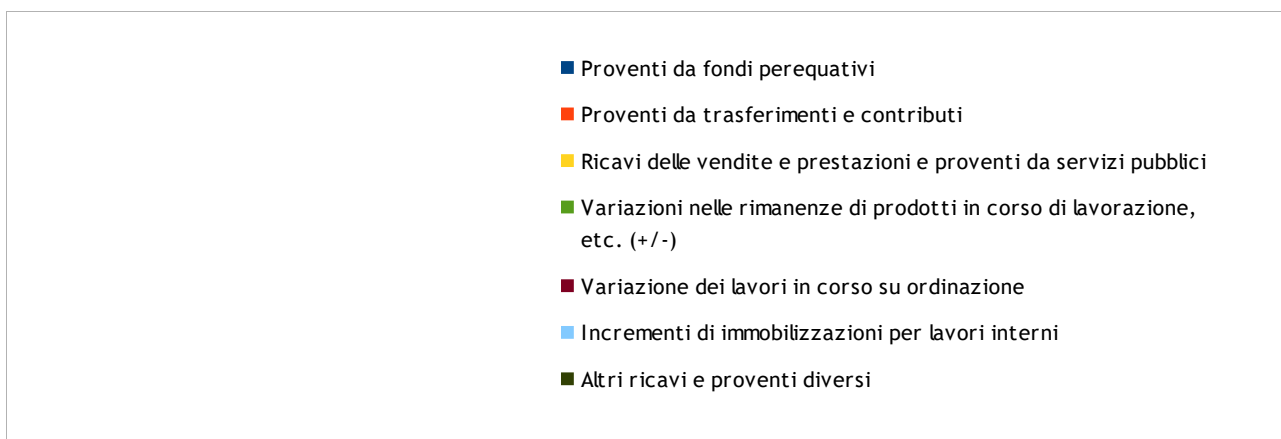 Proventi da fondi perequativi
Proventi da trasferimenti e contributi
Ricavi delle vendite e prestazioni e proventi da servizi pubblici
Variazioni nelle rimanenze di prodotti in corso di lavorazione,
etc. (+/-)
Variazione dei lavori in corso su ordinazione
Incrementi di immobilizzazioni per lavori interni
Altri ricavi e proventi diversi